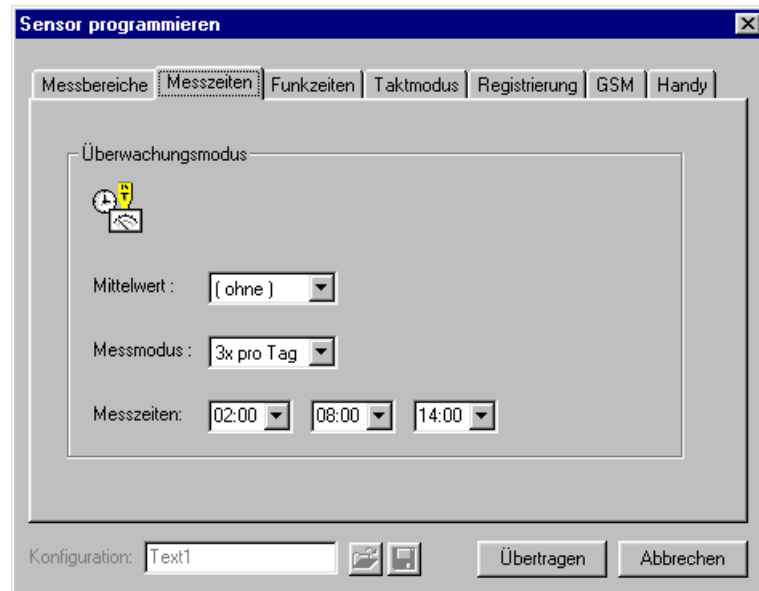 Sensor programmieren
Messbereiche Messzeiten Funkzeiten Taktmodus Registrierung GSM Handy
Überwachungsmodus
Mittelwert : ( ohne )
Messmodus : 3x pro Tag
Messzeiten: 02:00 08:00 14:00
Konfiguration: Text1 Übertragen Abbrechen